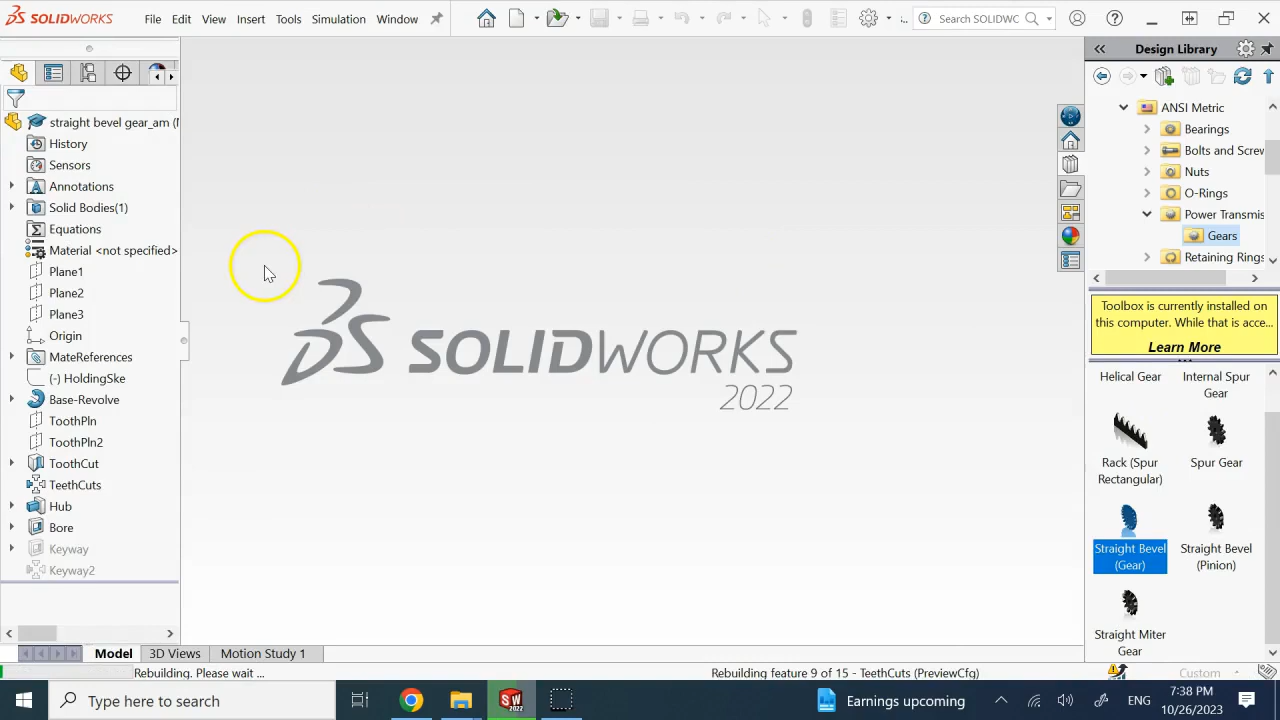 SOLIDWORKS
File
Edit
View
Insert
Tools
Simulation
Window
Search SOLIDWC
Design Library
straight bevel gear_am (M
History
Sensors
Annotations
Solid Bodies(1)
Equations
Material <not specified>
Plane1
Plane2
Plane3
Origin
MateReferences
(-) HoldingSke
Base-Revolve
ToothPln
ToothPln2
ToothCut
TeethCuts
Hub
Bore
Keyway
Keyway2
SOLIDWORKS
2022
ANSI Metric
Bearings
Bolts and Screw
Nuts
O-Rings
Power Transmis
Gears
Retaining Rings
Toolbox is currently installed on
this computer. While that is acce...
Learn More
Helical Gear
Internal Spur
Gear
Rack (Spur
Rectangular)
Spur Gear
Straight Bevel
(Gear)
Straight Bevel
(Pinion)
Straight Miter
Gear
Model
3D Views
Motion Study 1
Rebuilding. Please wait ...
Rebuilding feature 9 of 15 - TeethCuts (PreviewCfg)
Custom
Type here to search
SW
2022
Earnings upcoming
ENG
7:38 PM
10/26/2023